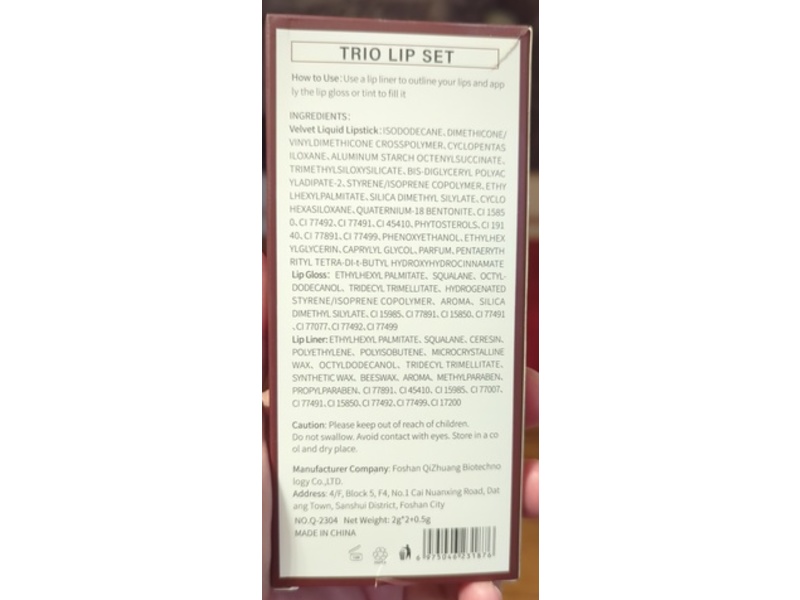 TRIO LIP SET
How to Use:Use a lip liner to outline your lips and app
ly the lip gloss or tint to fill it
INGREDIENTS:
Velvet Liquid Lipstick:ISODODECANE、DIMETHICONE/
VINYLDIMETHICONE CROSSPOLYMER、CYCLOPENTAS
ILOXANE、ALUMINUM STARCH OCTENYLSUCCINATE、
TRIMETHYLSILOXYSILICATE、BIS-DIGLYCERYL POLYAC
YLADIPATE-2、STYRENE/ISOPRENE COPOLYMER、ETHY
LHEXYLPALMITATE、SILICA DIMETHYL SILYLATE、CYCLO
HEXASILOXANE、QUATERNIUM-18 BENTONITE、CI 1585
0、CI 77492、CI 77491、CI 45410、PHYTOSTEROLS、CI 191
40、CI 77891、CI 77499、PHENOXYETHANOL、ETHYLHEX
YLGLYCERIN、CAPRYLYL GLYCOL、PARFUM、PENTAERYTH
RITYL TETRA-DI-t-BUTYL HYDROXYHYDROCINNAMATE
Lip Gloss: ETHYLHEXYL PALMITATE、SQUALANE、OCTYL-
DODECANOL、TRIDECYL TRIMELLITATE、HYDROGENATED
STYRENE/ISOPRENE COPOLYMER、AROMA、SILICA
DIMETHYL SILYLATE、CI 15985、CI 77891、CI 15850、CI 77491
、CI 77077、CI 77492、CI 77499
Lip Liner: ETHYLHEXYL PALMITATE、SQUALANE、CERESIN、
POLYETHYLENE、POLYISOBUTENE、MICROCRYSTALLINE
WAX、OCTYLDODECANOL、TRIDECYL TRIMELLITATE、
SYNTHETIC WAX、BEESWAX、AROMA、METHYLPARABEN、
PROPYLPARABEN、CI 77891、CI 45410、CI 15985、CI 77007、
CI 77491、CI 15850、CI 77492、CI 77499、CI 17200
Caution: Please keep out of reach of children.
Do not swallow. Avoid contact with eyes. Store in a co
ol and dry place.
Manufacturer Company: Foshan QiZhuang Biotechno
logy Co.,LTD.
Address: 4/F, Block 5, F4, No.1 Cai Nuanxing Road, Dat
ang Town, Sanshui District, Foshan City
NO.Q-2304 Net Weight: 2g*2+0.5g
MADE IN CHINA
6 975046 231876